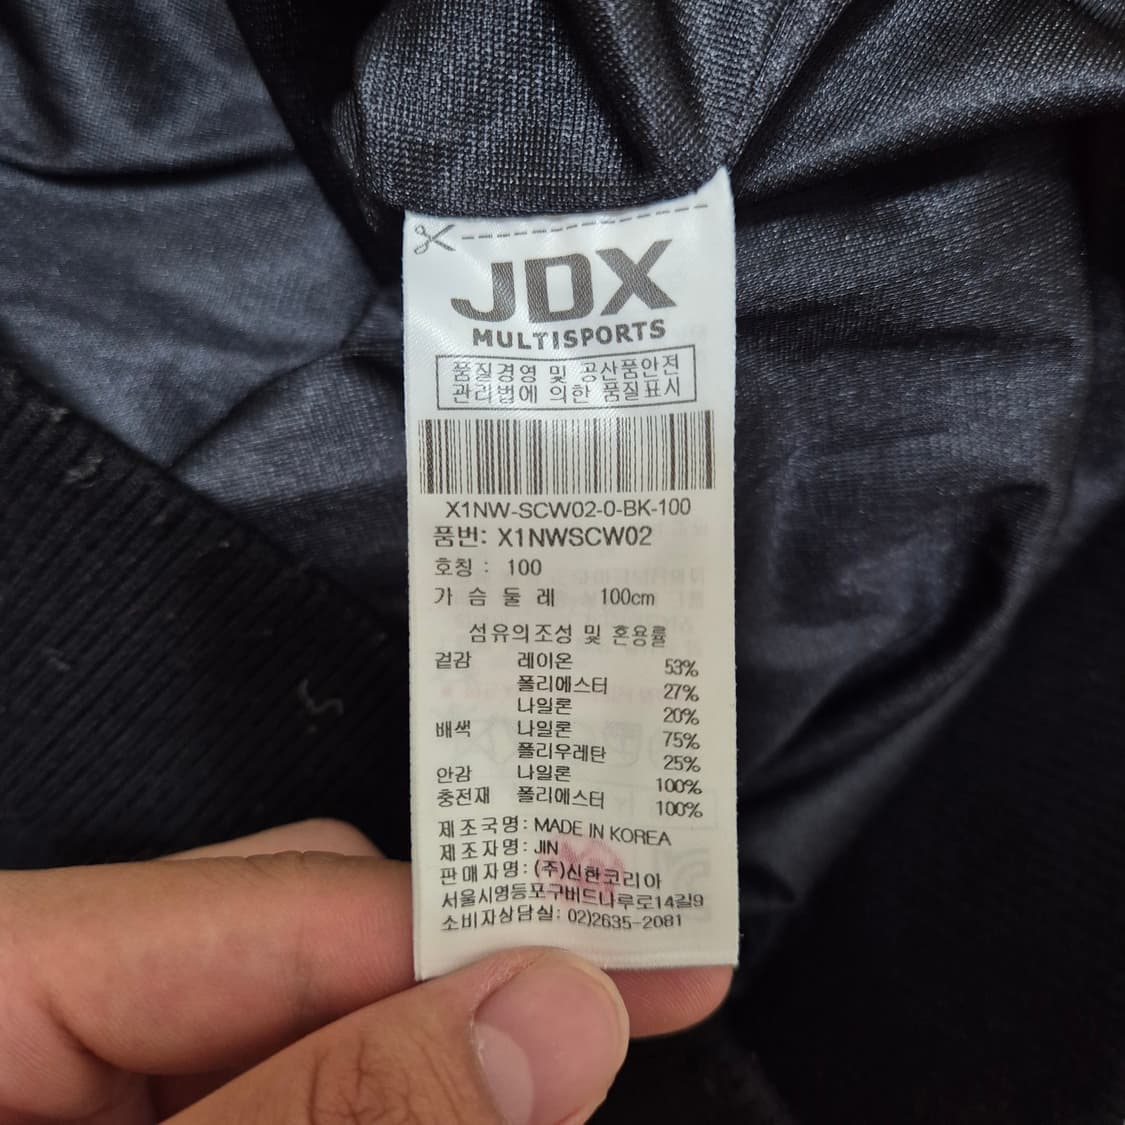 JDX
MULTISPORTS
품질경영 및 공산품안전
관리법에 의한 품질표시
X1NW-SCW02-0-BK-100
품번: X1NWSCW02
호칭 : 100
가 슴 둘 레 100cm
섬유의조성 및 혼용률
겉감 레이온 53%
폴리에스터 27%
나일론 20%
배색 나일론 75%
폴리우레탄 25%
안감 나일론 100%
충전재 폴리에스터 100%
제조국명: MADE IN KOREA
제조자명: JIN
판매자명: (주)신한코리아
서울시영등포구버드나루로14길9
소비자상담실: 02)2635-2081